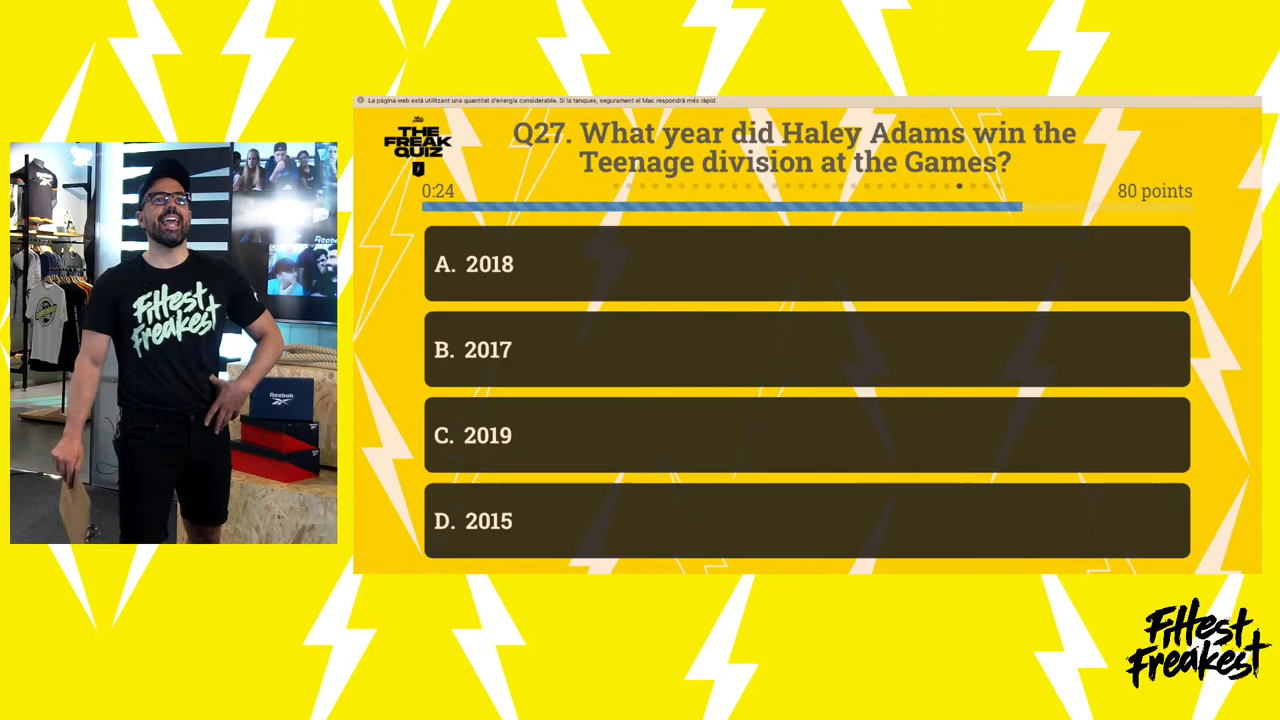 La pàgina web està utilitzant una quantitat d'energia considerable. Si la tanques, segurament el Mac respondrà més ràpid.
THE
FREAK
QUIZ
Q27. What year did Haley Adams win the
Teenage division at the Games?
0:24
80 points
A. 2018
B. 2017
C. 2019
D. 2015
Fittest
Freakest
Reebok
Reebok
Fittest
Freakest